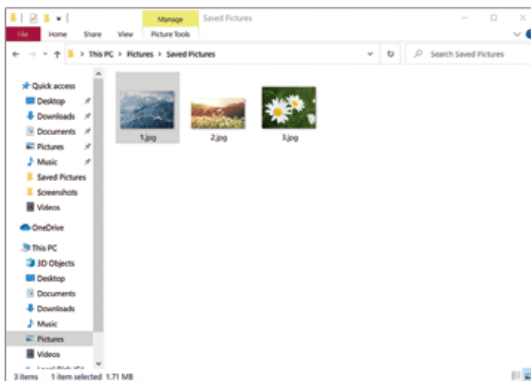 Manage
Saved Pictures
File
Home
Share
View
Picture Tools
This PC
Pictures
Saved Pictures
Search Saved Pictures
Quick access
Desktop
Downloads
Documents
Pictures
Music
Saved Pictures
Screenshots
Videos
OneDrive
This PC
3D Objects
Desktop
Documents
Downloads
Music
Pictures
Videos
1.jpg
2.jpg
3.jpg
3 items
1 item selected 1.71 MB